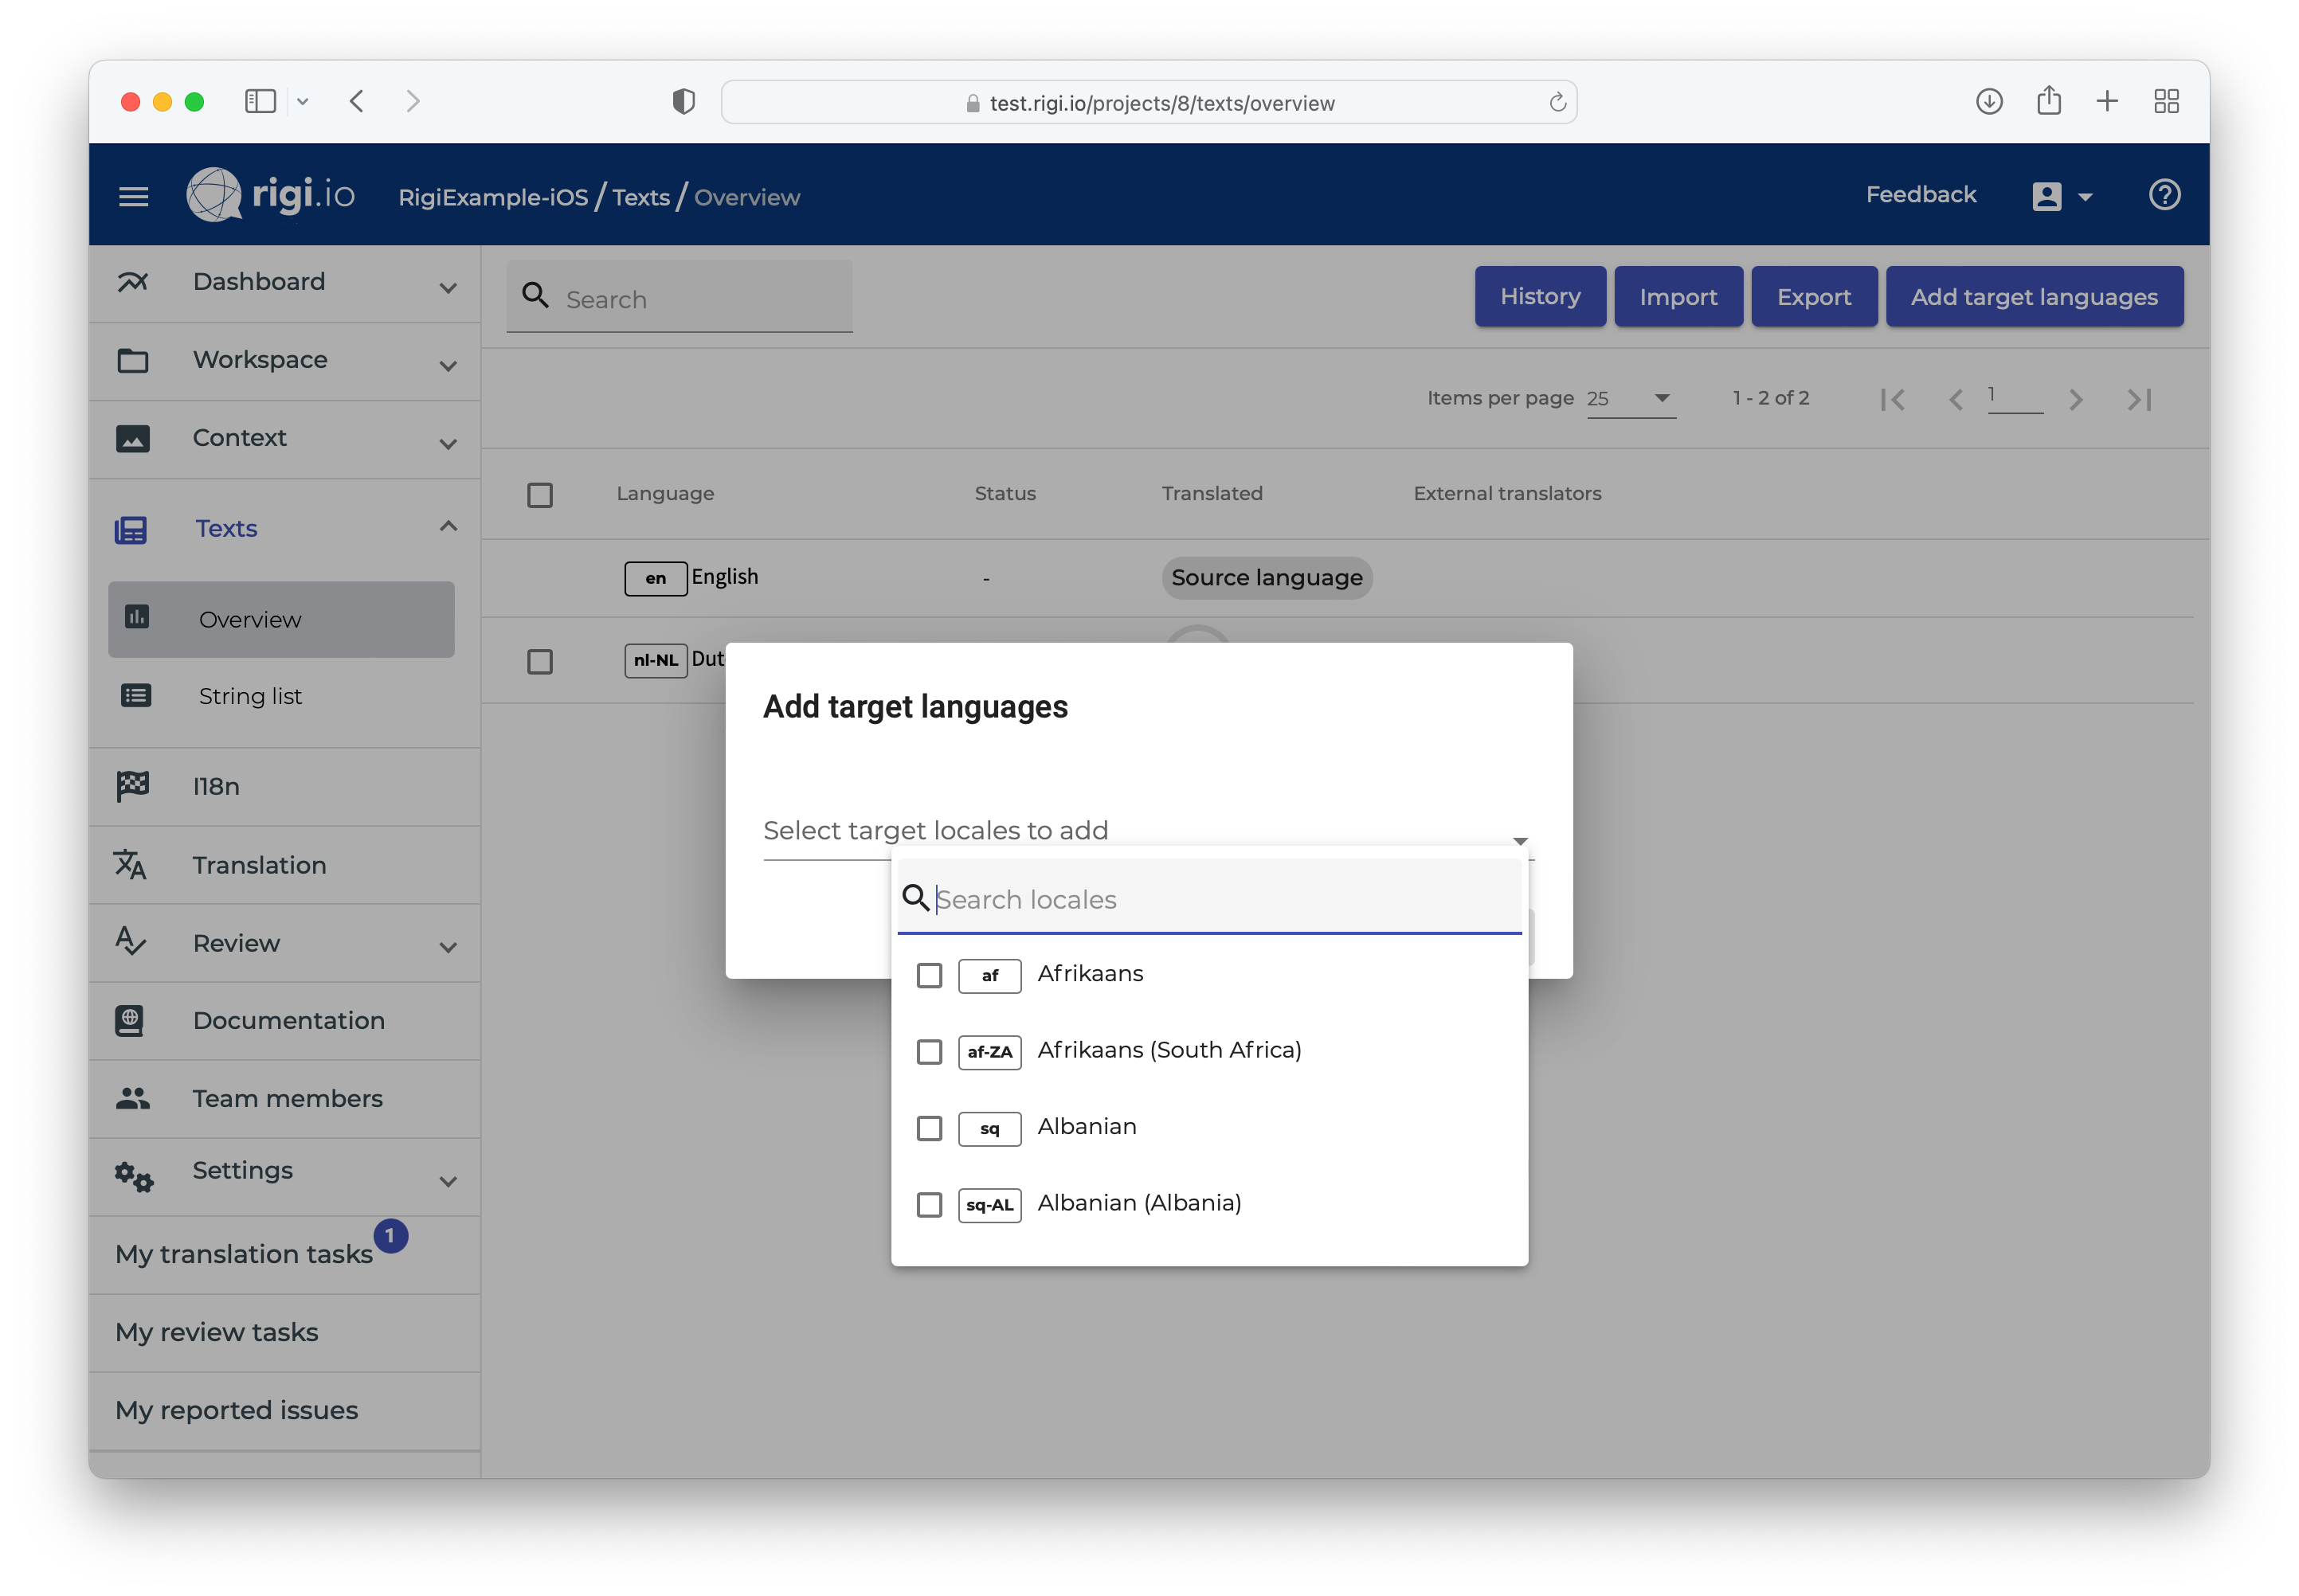 test.rigi.io/projects/8/texts/overview
rigi.io
RigiExample-iOS / Texts / Overview
Feedback
Dashboard
Workspace
Context
Texts
Overview
String list
I18n
Translation
Review
Documentation
Team members
Settings
My translation tasks 1
My review tasks
My reported issues
Search
History
Import
Export
Add target languages
Items per page 25
1 - 2 of 2
1
Language Status Translated External translators
en English - Source language
nl-NL Dut
Add target languages
Select target locales to add
Search locales
af Afrikaans
af-ZA Afrikaans (South Africa)
sq Albanian
sq-AL Albanian (Albania)